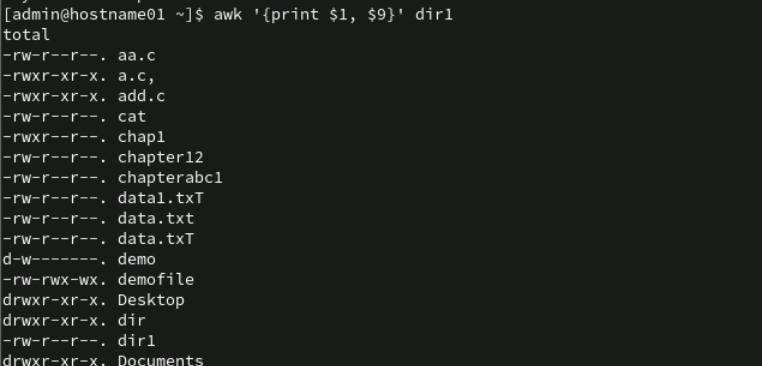 [admin@hostname01 ~]$ awk '{print $1, $9}' dir1
total
-rw-r--r--. aa.c
-rwxr-xr-x. a.c,
-rwxr-xr-x. add.c
-rw-r--r--. cat
-rwxr--r--. chap1
-rw-r--r--. chapter12
-rw-r--r--. chapterabc1
-rw-r--r--. data1.txT
-rw-r--r--. data.txt
-rw-r--r--. data.txT
d-w-------. demo
-rw-rwx-wx. demofile
drwxr-xr-x. Desktop
drwxr-xr-x. dir
-rw-r--r--. dir1
drwxr-xr-x. Documents